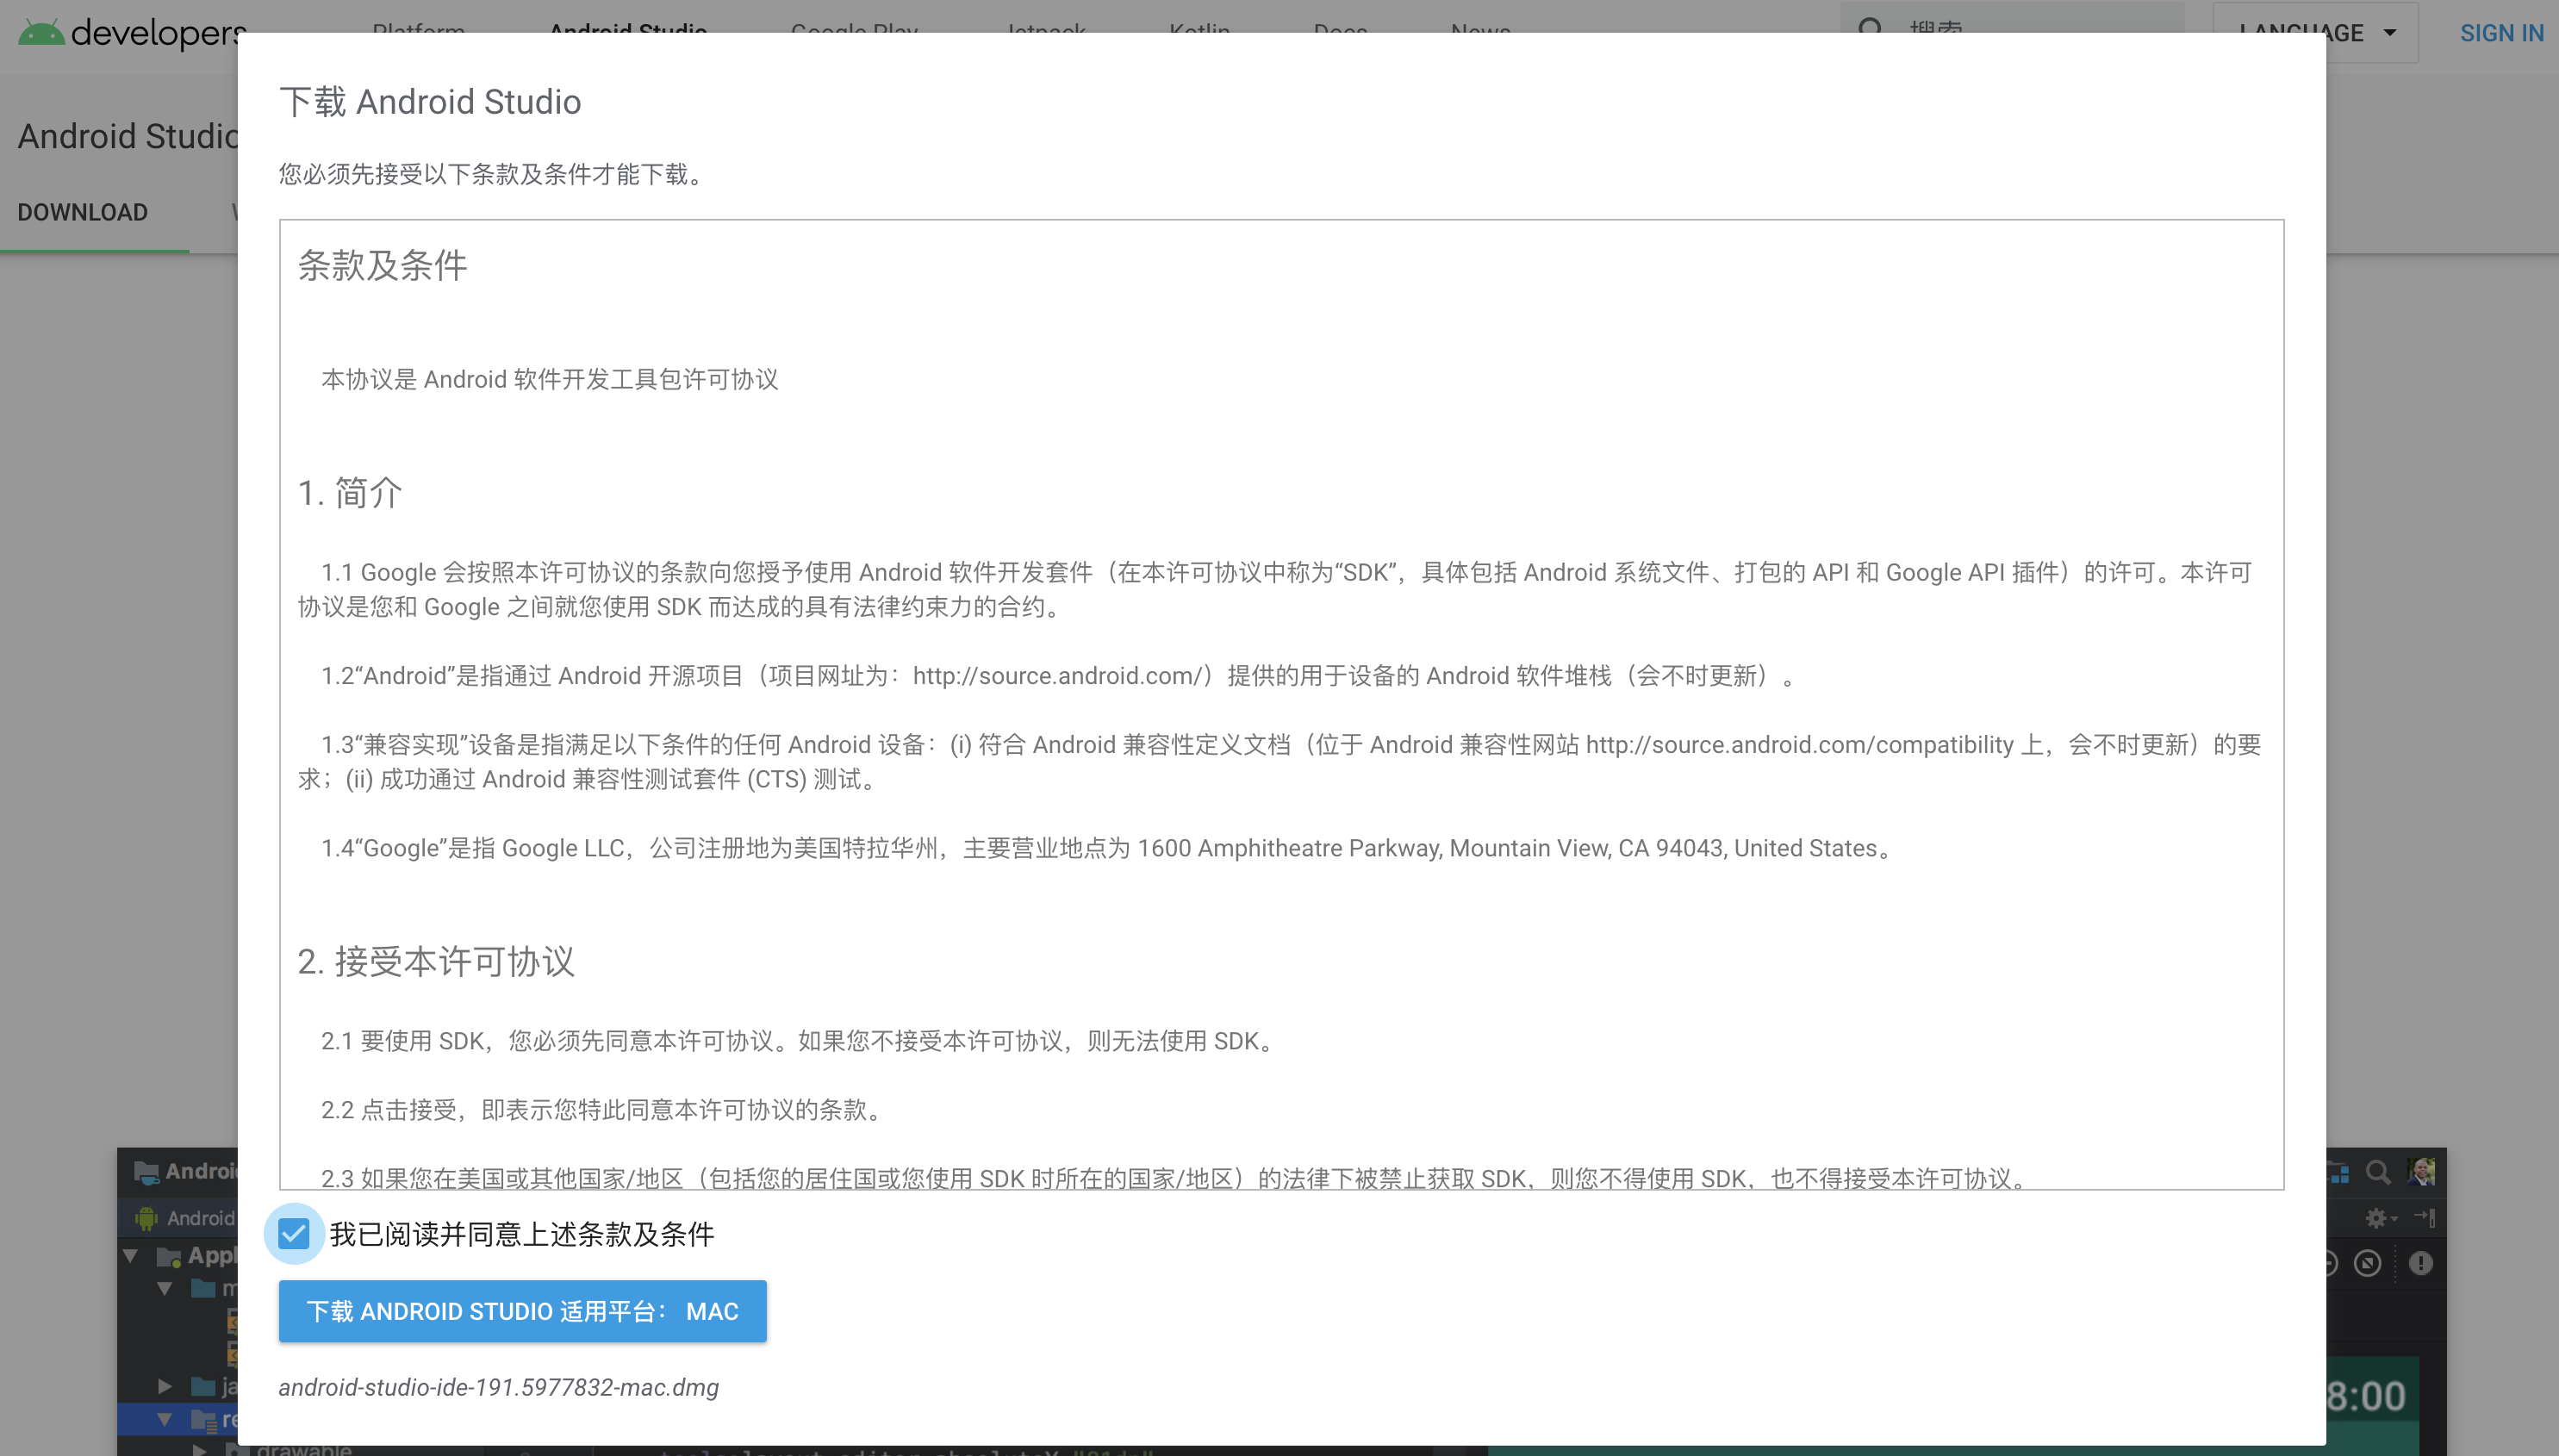 developers
Platform Android Studio Google Play Jetpack Kotlin Docs News 搜索 LANGUAGE SIGN IN
Android Studio
DOWNLOAD
下载 Android Studio
您必须先接受以下条款及条件才能下载。
条款及条件
本协议是 Android 软件开发工具包许可协议
1. 简介
1.1 Google 会按照本许可协议的条款向您授予使用 Android 软件开发套件（在本许可协议中称为“SDK”，具体包括 Android 系统文件、打包的 API 和 Google API 插件）的许可。本许可
协议是您和 Google 之间就您使用 SDK 而达成的具有法律约束力的合约。
1.2“Android”是指通过 Android 开源项目（项目网址为：http://source.android.com/）提供的用于设备的 Android 软件堆栈（会不时更新）。
1.3“兼容实现”设备是指满足以下条件的任何 Android 设备：(i) 符合 Android 兼容性定义文档（位于 Android 兼容性网站 http://source.android.com/compatibility 上，会不时更新）的要
求；(ii) 成功通过 Android 兼容性测试套件 (CTS) 测试。
1.4“Google”是指 Google LLC，公司注册地为美国特拉华州，主要营业地点为 1600 Amphitheatre Parkway, Mountain View, CA 94043, United States。
2. 接受本许可协议
2.1 要使用 SDK，您必须先同意本许可协议。如果您不接受本许可协议，则无法使用 SDK。
2.2 点击接受，即表示您特此同意本许可协议的条款。
2.3 如果您在美国或其他国家/地区（包括您的居住国或您使用 SDK 时所在的国家/地区）的法律下被禁止获取 SDK，则您不得使用 SDK，也不得接受本许可协议。
我已阅读并同意上述条款及条件
下载 ANDROID STUDIO 适用平台： MAC
android-studio-ide-191.5977832-mac.dmg
Android
8:00
drawable